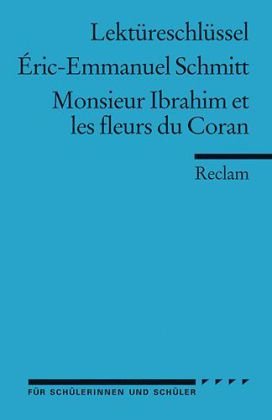 Lektüreschlüssel
Éric-Emmanuel Schmitt
Monsieur Ibrahim et
les fleurs du Coran
Reclam
FÜR SCHÜLERINNEN UND SCHÜLER